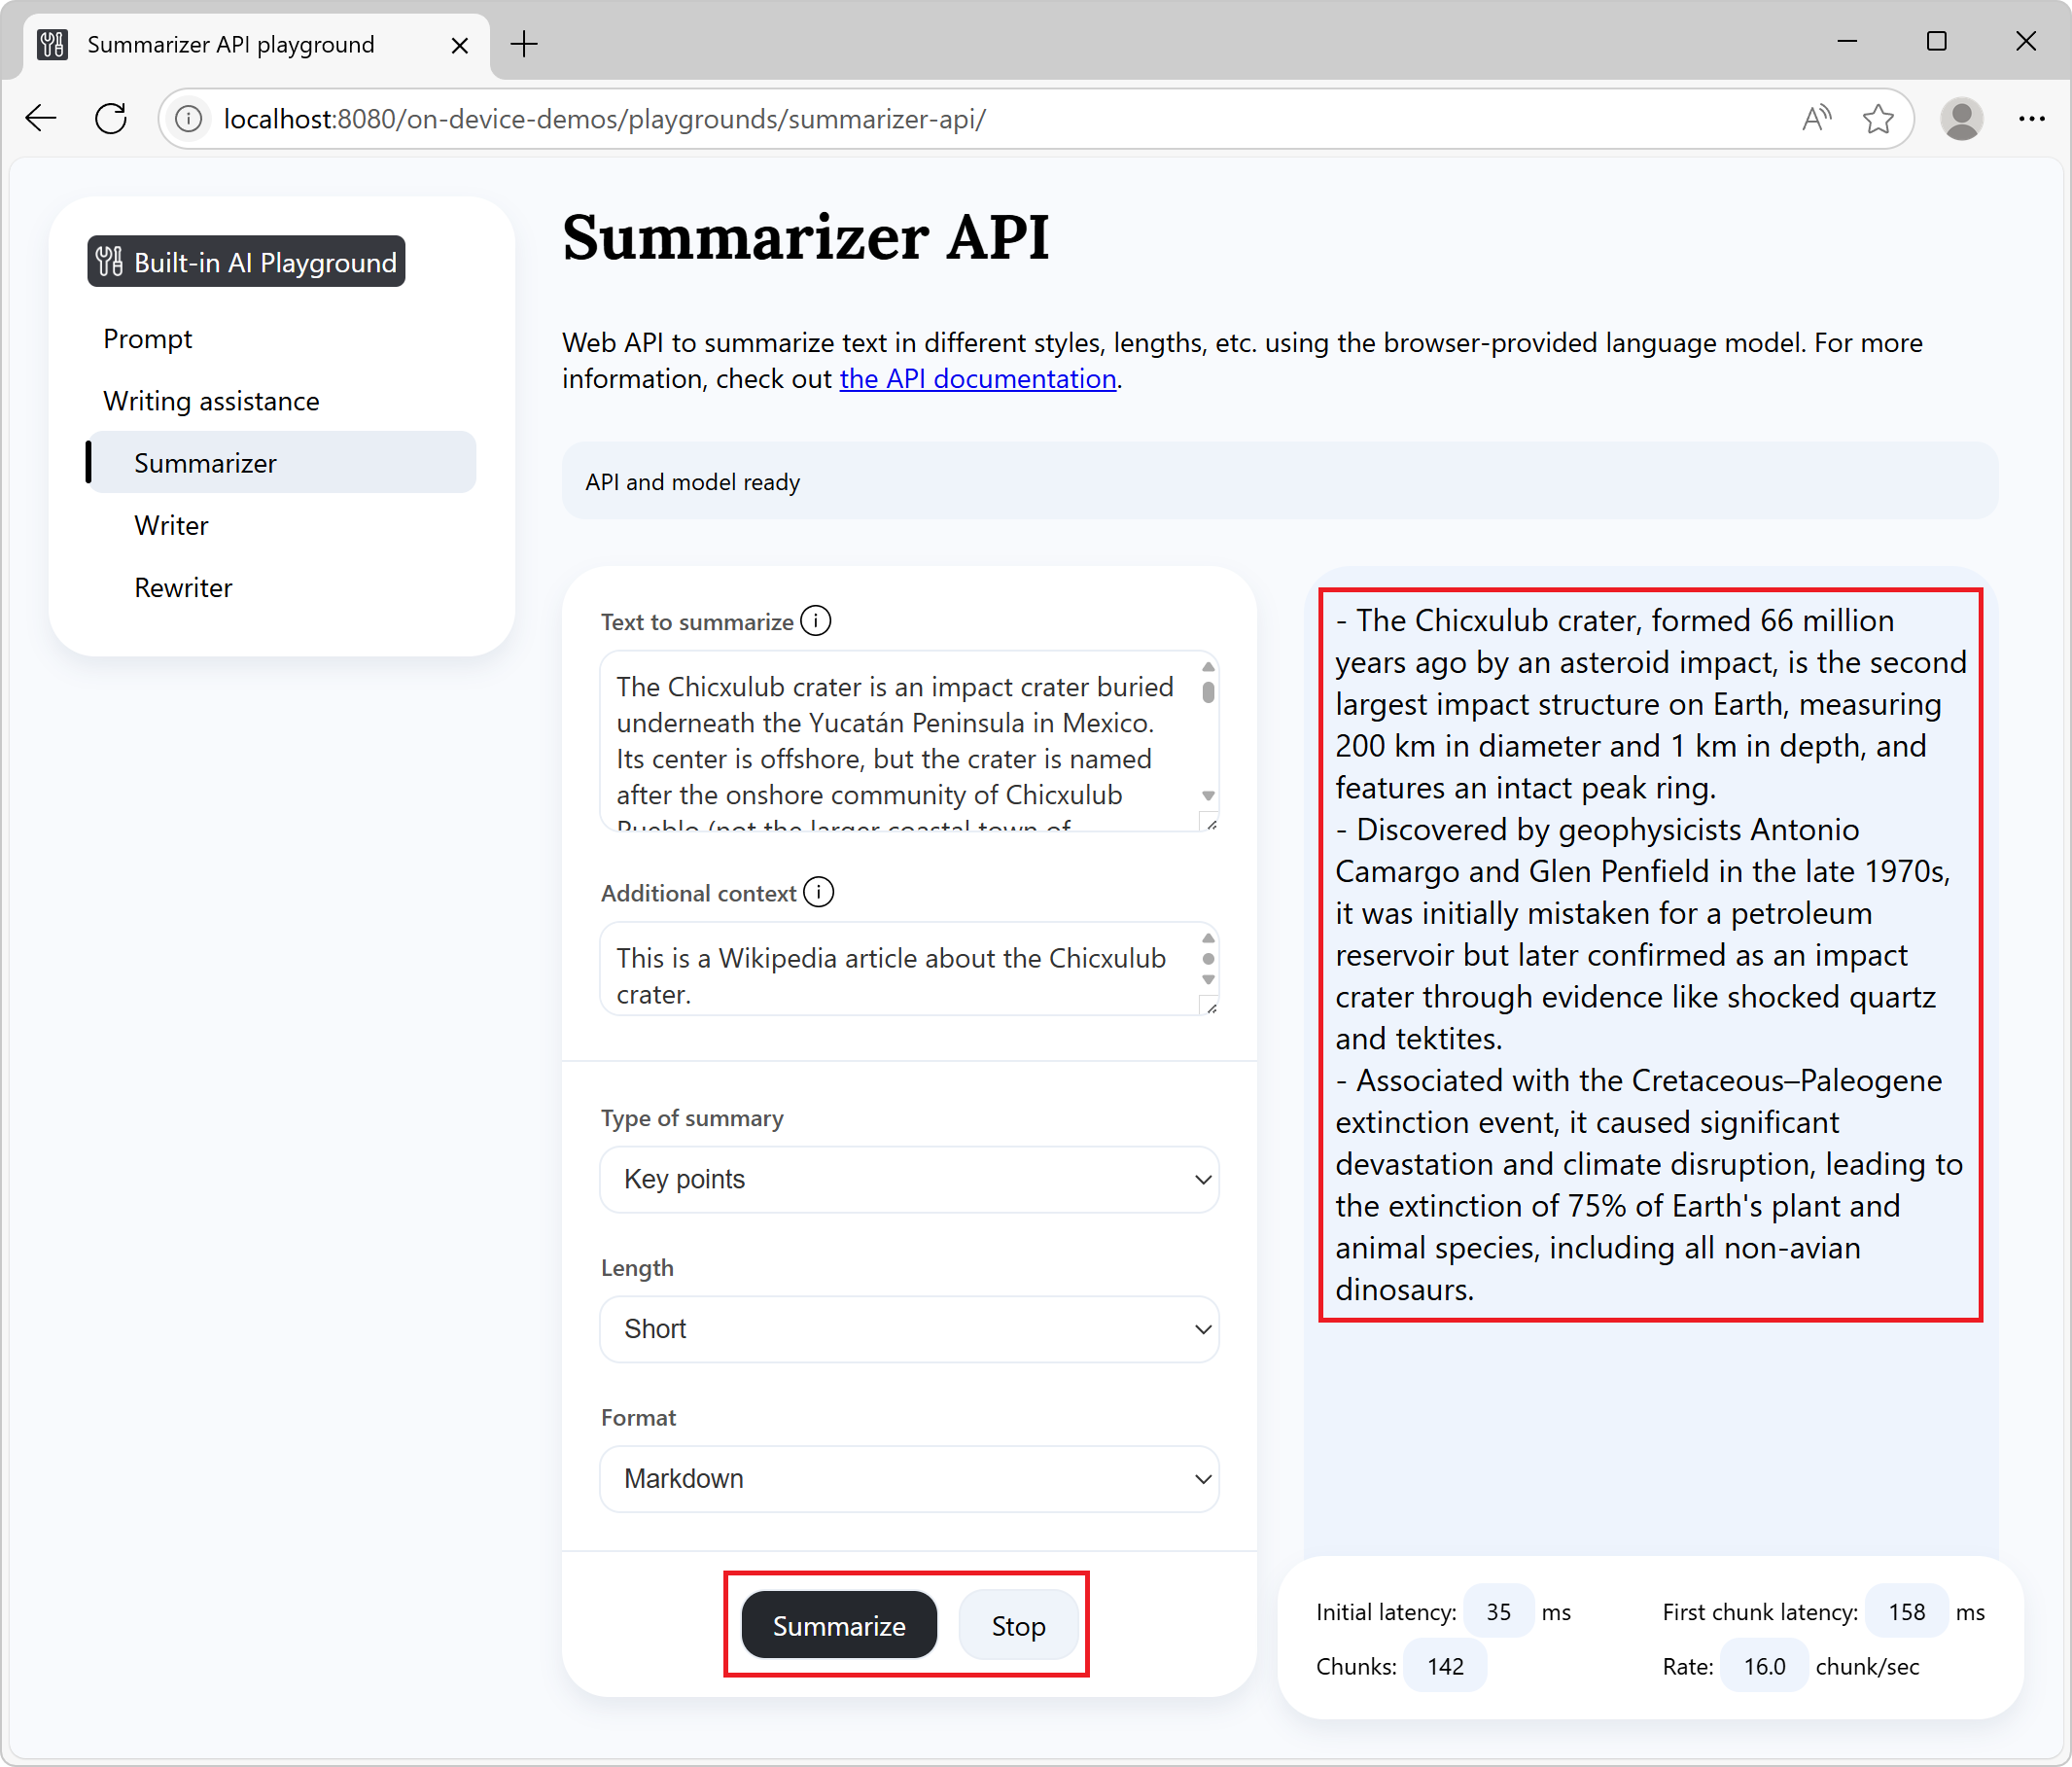 Summarizer API playground
localhost:8080/on-device-demos/playgrounds/summarizer-api/
Built-in AI Playground
Prompt
Writing assistance
Summarizer
Writer
Rewriter
Summarizer API
Web API to summarize text in different styles, lengths, etc. using the browser-provided language model. For more
information, check out the API documentation.
API and model ready
Text to summarize
The Chicxulub crater is an impact crater buried
underneath the Yucatán Peninsula in Mexico.
Its center is offshore, but the crater is named
after the onshore community of Chicxulub
Pueblo (not the larger coastal town of
Additional context
This is a Wikipedia article about the Chicxulub
crater.
Type of summary
Key points
Length
Short
Format
Markdown
Summarize
Stop
- The Chicxulub crater, formed 66 million
years ago by an asteroid impact, is the second
largest impact structure on Earth, measuring
200 km in diameter and 1 km in depth, and
features an intact peak ring.
- Discovered by geophysicists Antonio
Camargo and Glen Penfield in the late 1970s,
it was initially mistaken for a petroleum
reservoir but later confirmed as an impact
crater through evidence like shocked quartz
and tektites.
- Associated with the Cretaceous–Paleogene
extinction event, it caused significant
devastation and climate disruption, leading to
the extinction of 75% of Earth's plant and
animal species, including all non-avian
dinosaurs.
Initial latency: 35 ms
First chunk latency: 158 ms
Chunks: 142
Rate: 16.0 chunk/sec